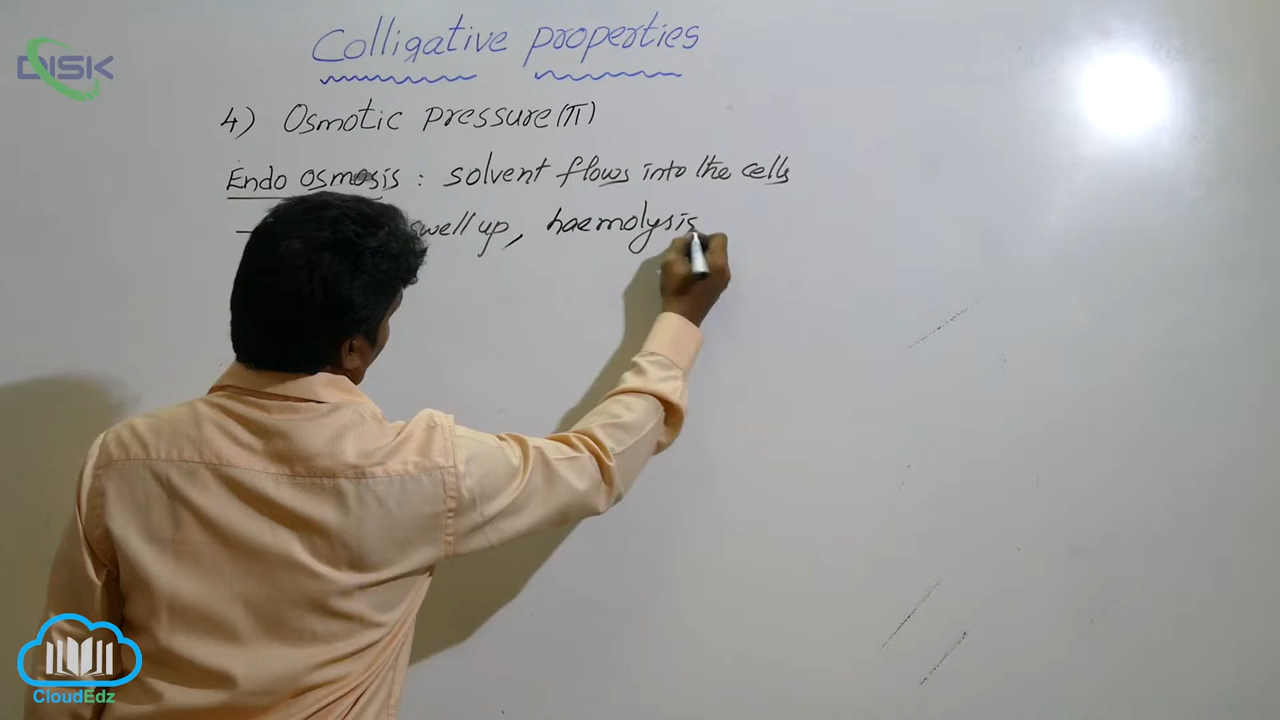 Colligative properties
DISK
4) Osmotic Pressure(π)
Endo osmosis : solvent flows into the cells
swell up, haemolysis
CloudEdz